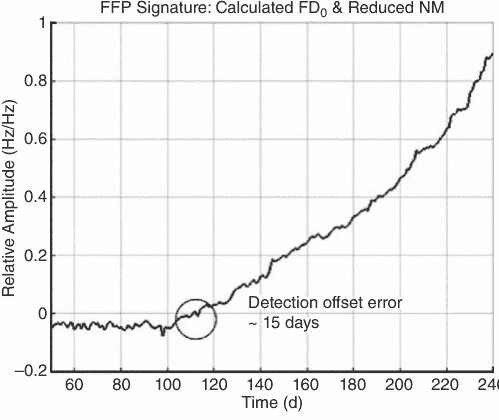 FFP Signature: Calculated FD₀ & Reduced NM
1
0.8
0.6
0.4
0.2
0
–0.2
Relative Amplitude (Hz/Hz)
Detection offset error
~ 15 days
60 80 100 120 140 160 180 200 220 240
Time (d)